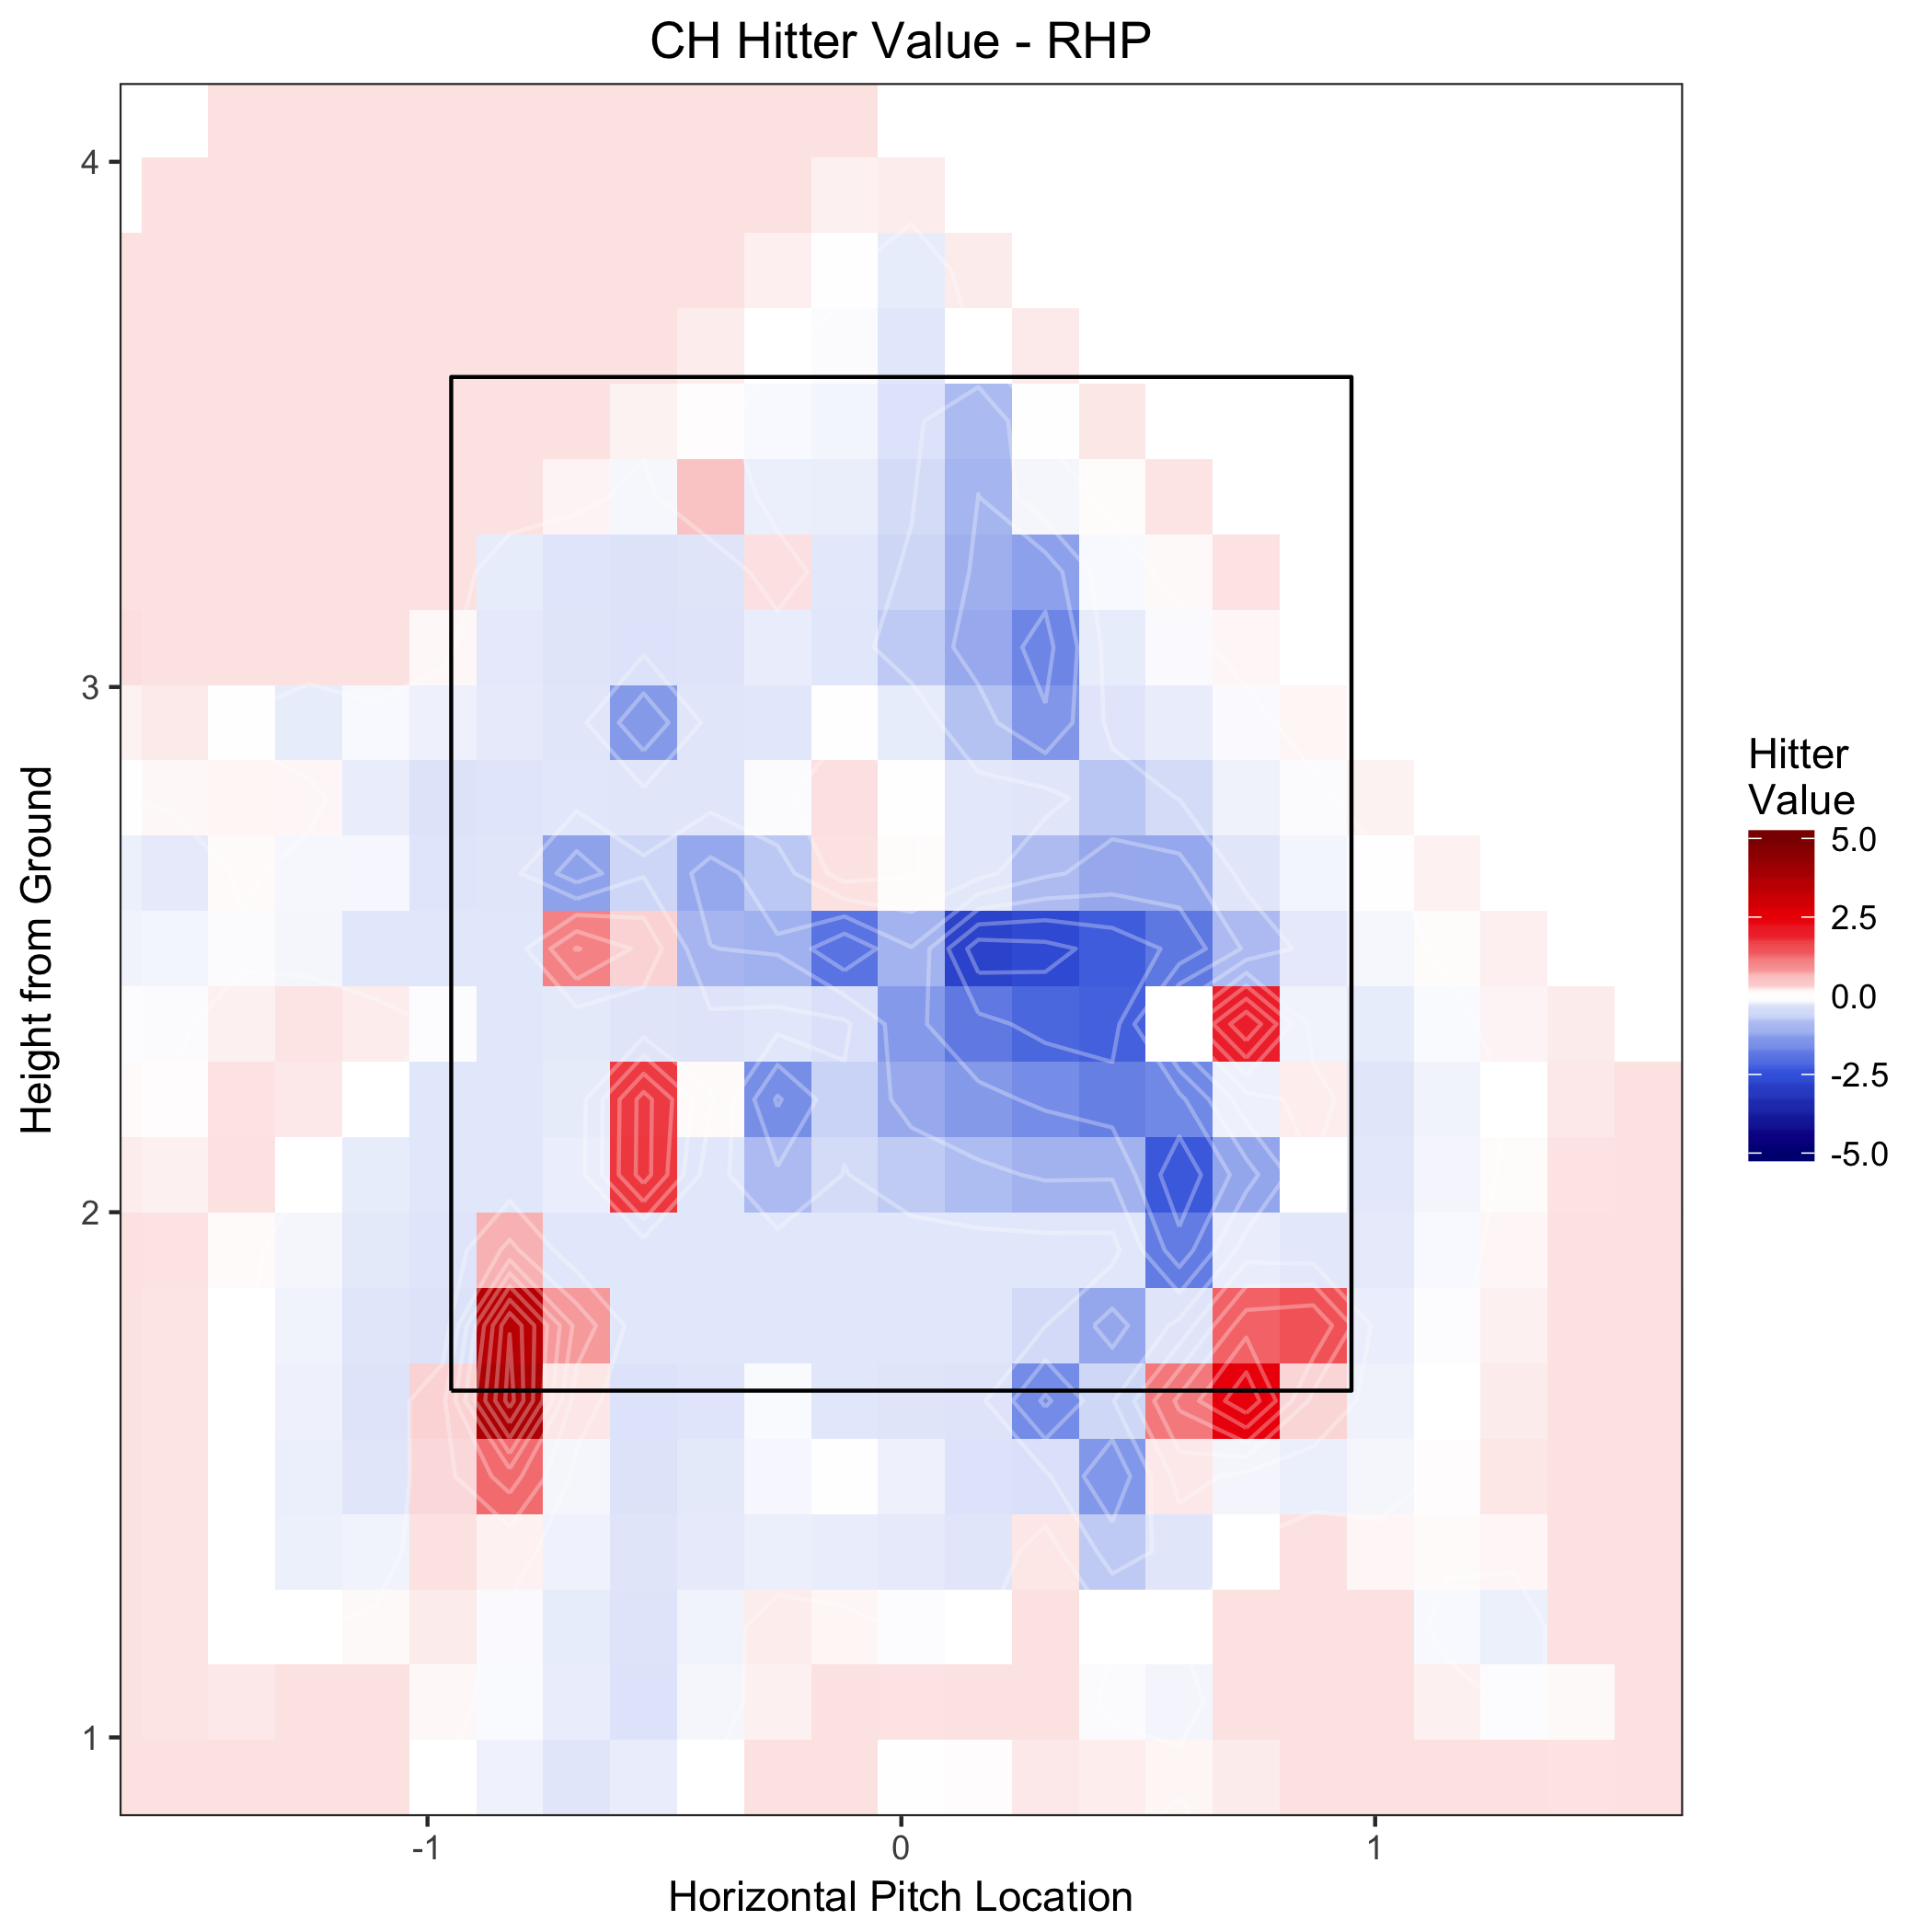 CH Hitter Value - RHP
4
3
2
1
Height from Ground
-1
0
1
Horizontal Pitch Location
Hitter
Value
5.0
2.5
0.0
-2.5
-5.0